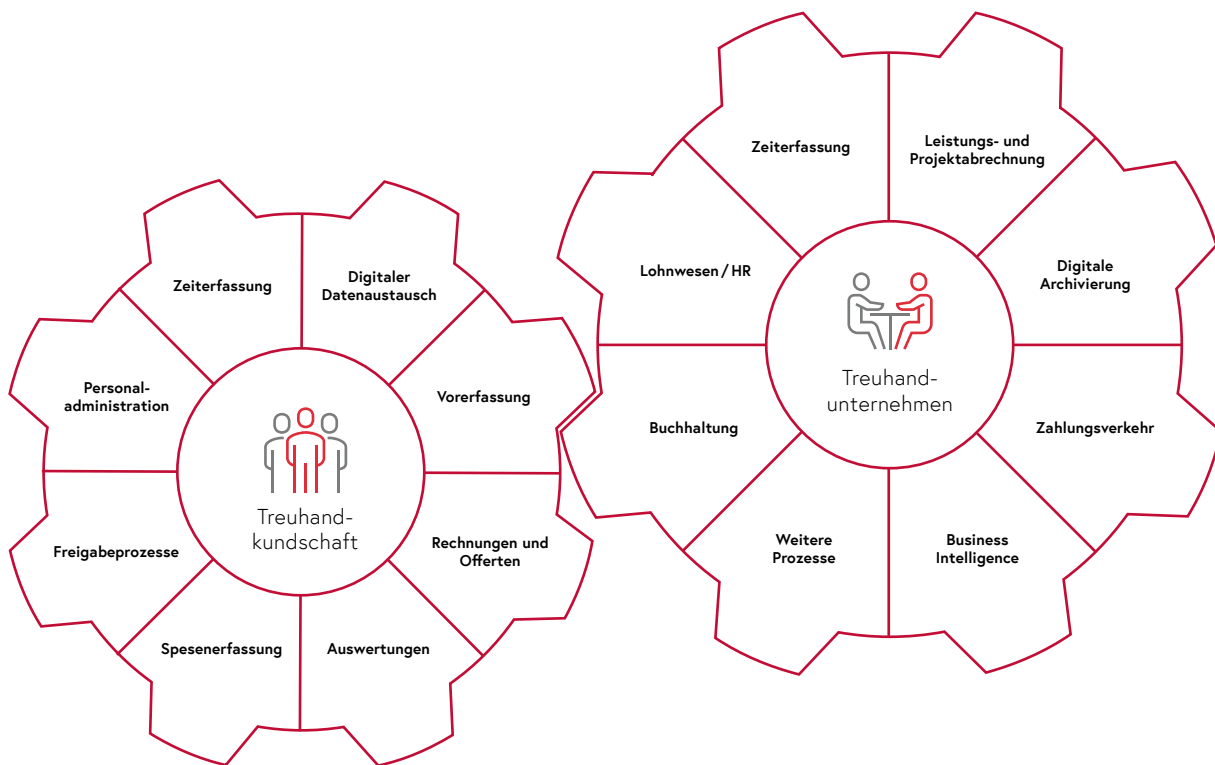 Zeiterfassung
Digitaler
Datenaustausch
Vorerfassung
Rechnungen und
Offerten
Auswertungen
Spesenerfassung
Freigabeprozesse
Personal-
administration
Treuhand-
kundschaft
Zeiterfassung
Leistungs- und
Projektabrechnung
Digitale
Archivierung
Zahlungsverkehr
Business
Intelligence
Weitere
Prozesse
Buchhaltung
Lohnwesen / HR
Treuhand-
unternehmen